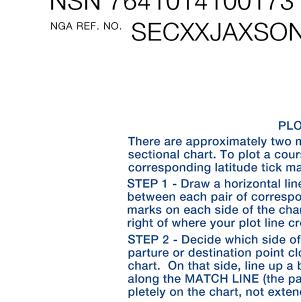 NSN 7641014100173
NGA REF. NO. SECXXJAXSON
PLO
There are approximately two n
sectional chart. To plot a cour
corresponding latitude tick ma
STEP 1 - Draw a horizontal line
between each pair of correspo
marks on each side of the char
right of where your plot line cr
STEP 2 - Decide which side of
parture or destination point clo
chart. On that side, line up a b
along the MATCH LINE (the pa
pletely on the chart, not exten